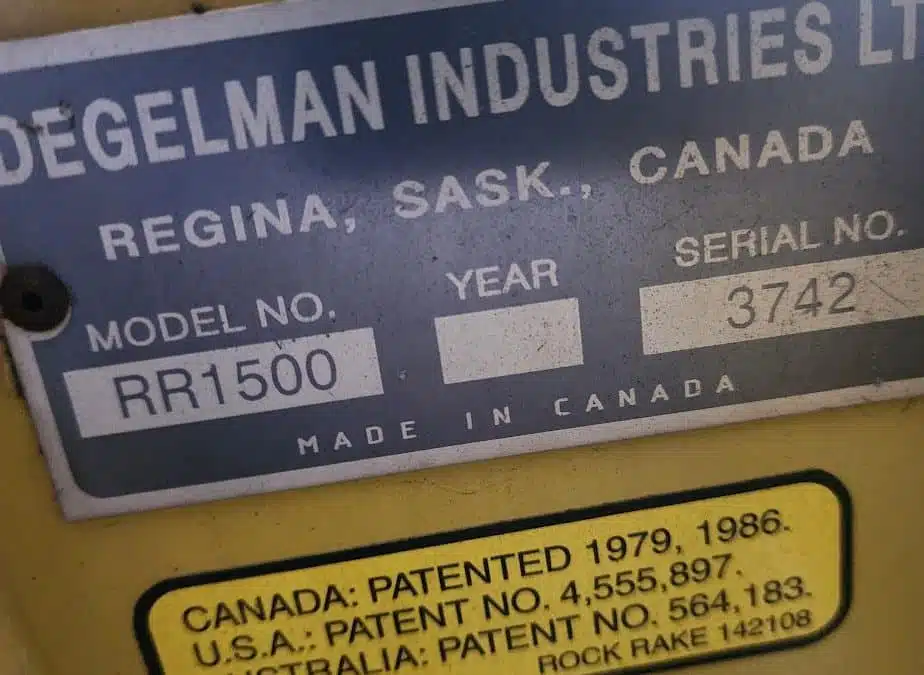 DEGELMAN INDUSTRIES LT
REGINA, SASK., CANADA
MODEL NO. YEAR SERIAL NO.
RR1500 3742
MADE IN CANADA
CANADA: PATENTED 1979, 1986.
U.S.A.: PATENT NO. 4,555,897.
AUSTRALIA: PATENT NO. 564,183.
ROCK RAKE 142108